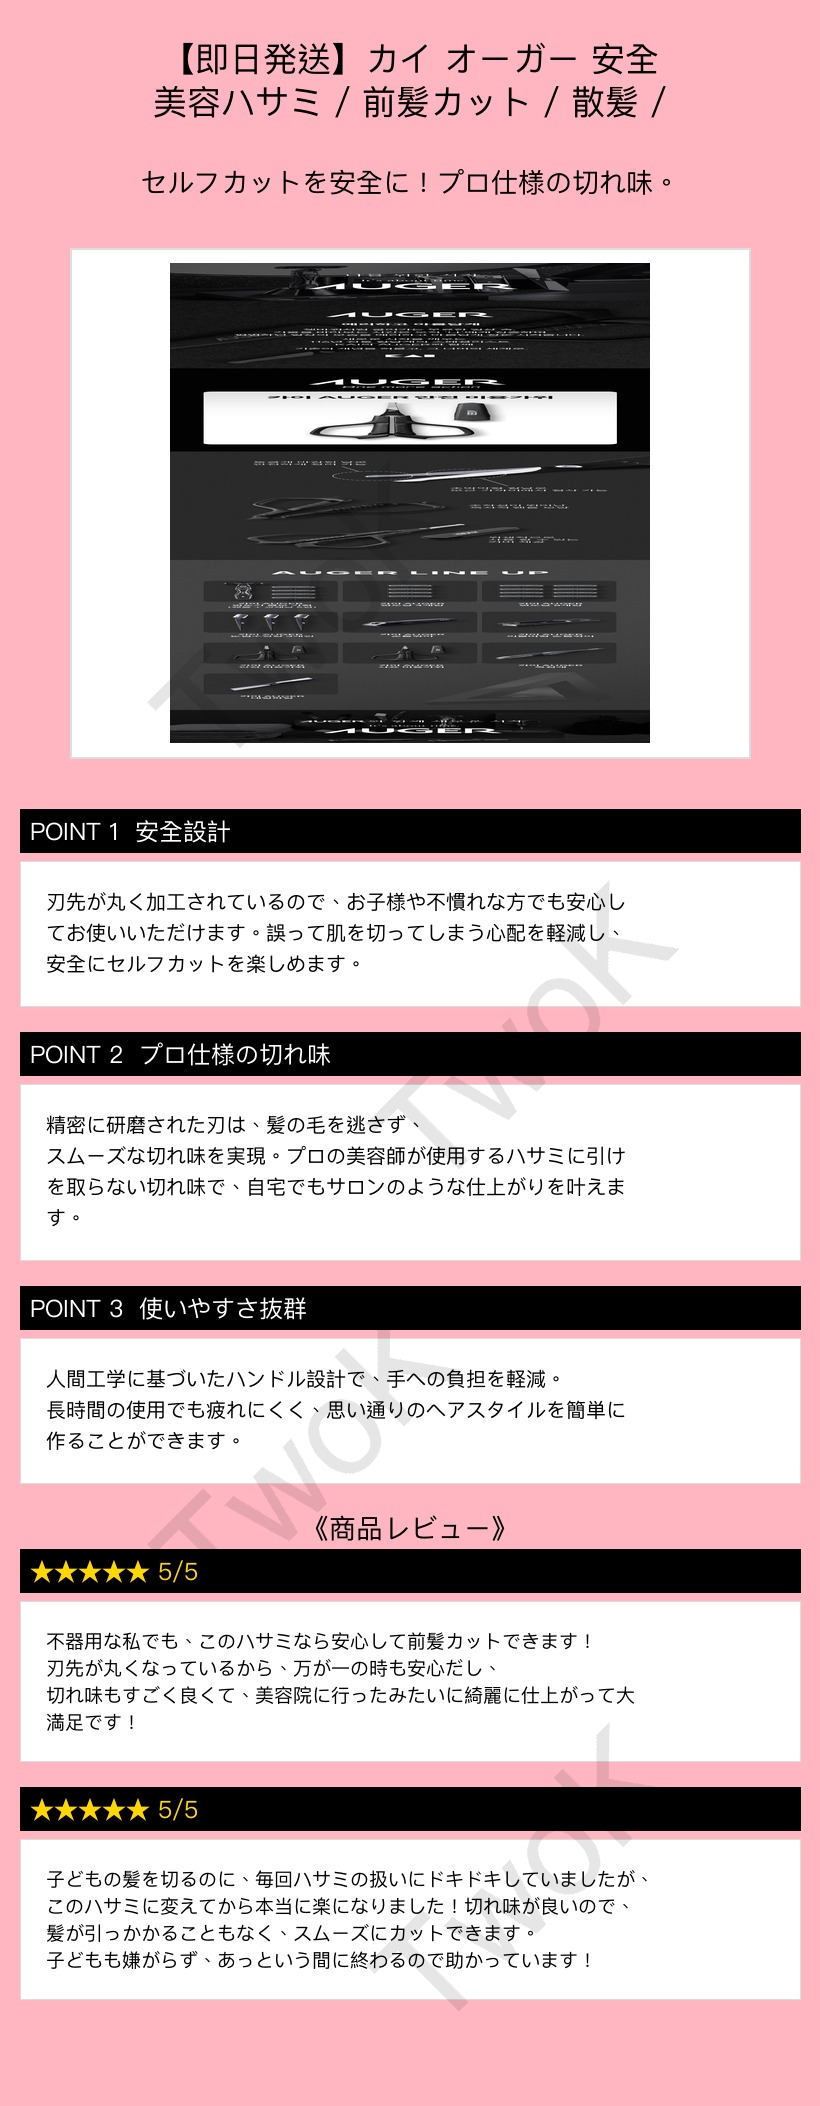 【即日発送】カイ オーガー 安全
美容ハサミ / 前髪カット / 散髪 /
セルフカットを安全に！プロ仕様の切れ味。
AUGER
AUGER
KAI
AUGER
One more action
카이 AUGER 안전 미용가위
AUGER LINE UP
It's about time.
AUGER
POINT 1 安全設計
刃先が丸く加工されているので、お子様や不慣れな方でも安心し
てお使いいただけます。誤って肌を切ってしまう心配を軽減し、
安全にセルフカットを楽しめます。
POINT 2 プロ仕様の切れ味
精密に研磨された刃は、髪の毛を逃さず、
スムーズな切れ味を実現。プロの美容師が使用するハサミに引け
を取らない切れ味で、自宅でもサロンのような仕上がりを叶えま
す。
POINT 3 使いやすさ抜群
人間工学に基づいたハンドル設計で、手への負担を軽減。
長時間の使用でも疲れにくく、思い通りのヘアスタイルを簡単に
作ることができます。
《商品レビュー》
★★★★★ 5/5
不器用な私でも、このハサミなら安心して前髪カットできます！
刃先が丸くなっているから、万が一の時も安心だし、
切れ味もすごく良くて、美容院に行ったみたいに綺麗に仕上がって大
満足です！
★★★★★ 5/5
子どもの髪を切るのに、毎回ハサミの扱いにドキドキしていましたが、
このハサミに変えてから本当に楽になりました！切れ味が良いので、
髪が引っかかることもなく、スムーズにカットできます。
子どもも嫌がらず、あっという間に終わるので助かっています！
TwoK
TwoK
TwoK
TwoK